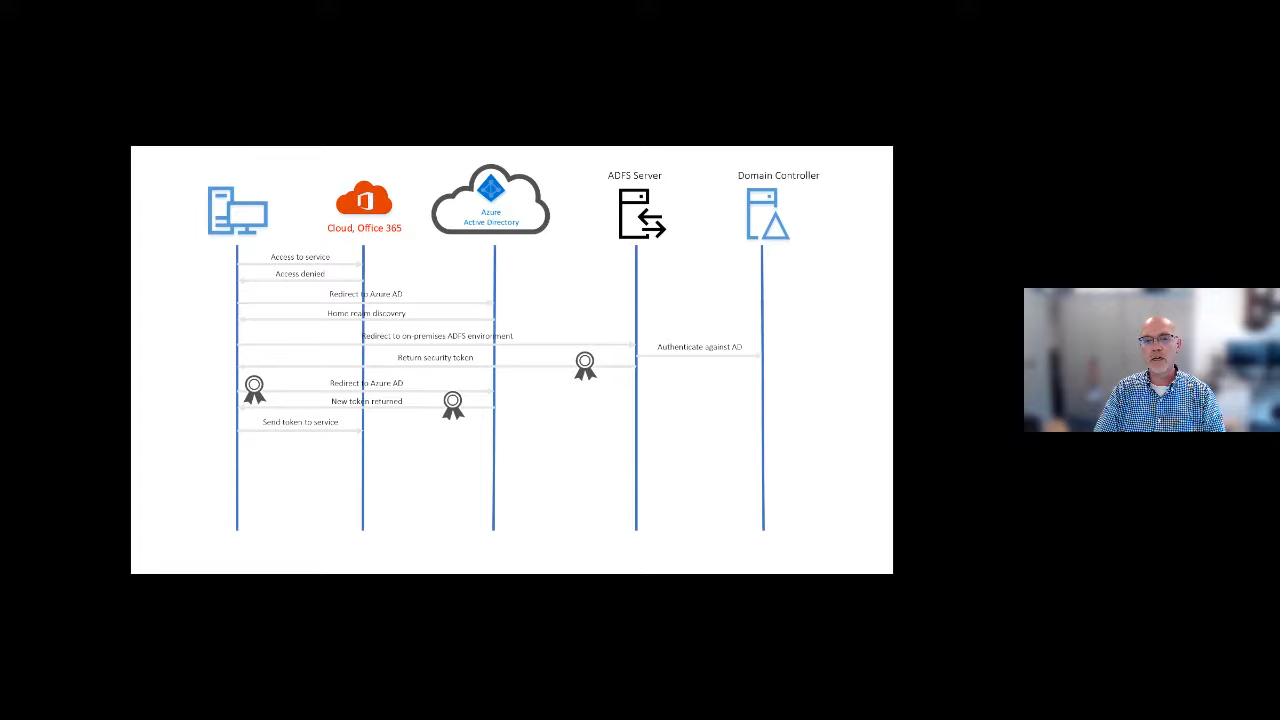 ADFS Server
Domain Controller
Azure
Active Directory
Cloud, Office 365
Access to service
Access denied
Redirect to Azure AD
Home realm discovery
Redirect to on-premises ADFS environment
Authenticate against AD
Return security token
Redirect to Azure AD
New token returned
Send token to service